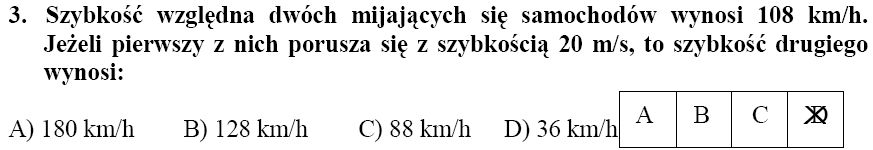 3. Szybkość względna dwóch mijających się samochodów wynosi 108 km/h.
Jeżeli pierwszy z nich porusza się z szybkością 20 m/s, to szybkość drugiego
wynosi:
A) 180 km/h B) 128 km/h C) 88 km/h D) 36 km/h A B C D